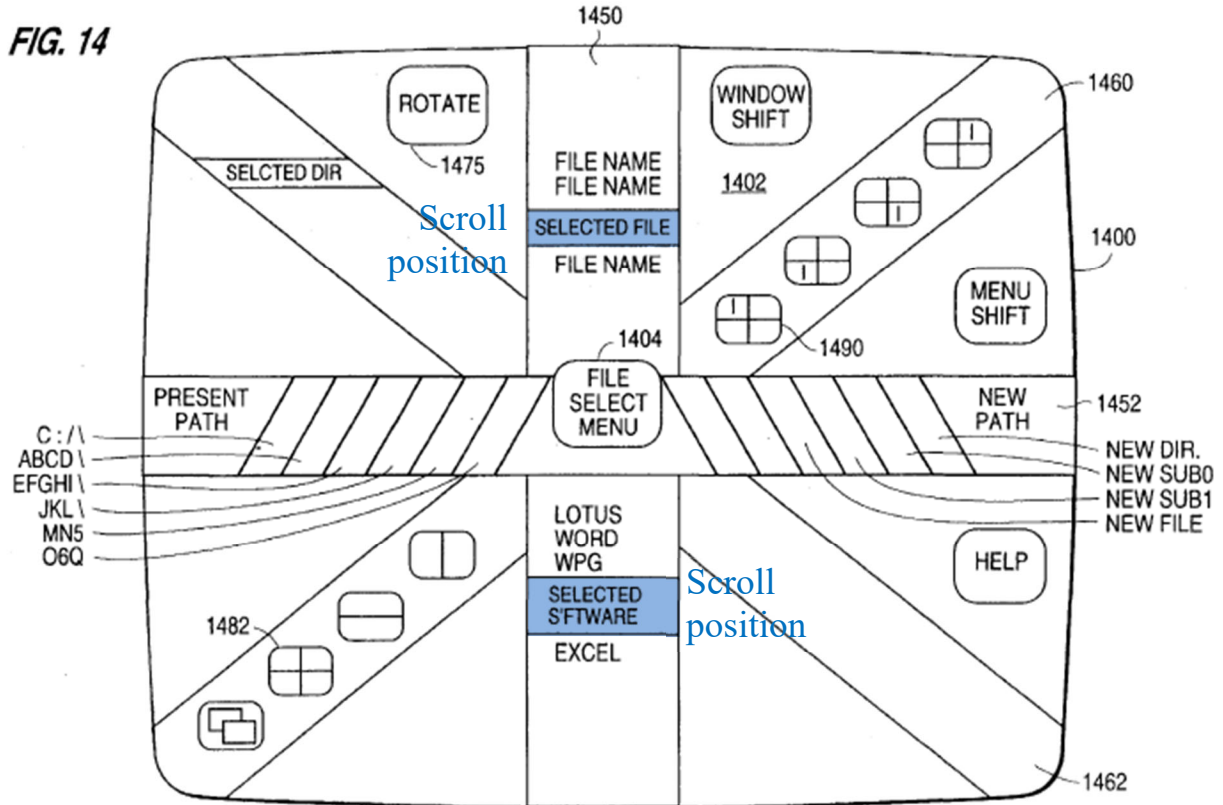 FIG. 14
1450
ROTATE
1475
SELCTED DIR
Scroll
position
FILE NAME
FILE NAME
SELECTED FILE
FILE NAME
WINDOW
SHIFT
1402
1460
1400
MENU
SHIFT
1490
1404
FILE
SELECT
MENU
PRESENT
PATH
NEW
PATH
1452
C:/\
ABCD\
EFGHI\
JKL\
MN5
O6Q
NEW DIR.
NEW SUB0
NEW SUB1
NEW FILE
LOTUS
WORD
WPG
SELECTED
S'FTWARE
EXCEL
Scroll
position
HELP
1482
1462